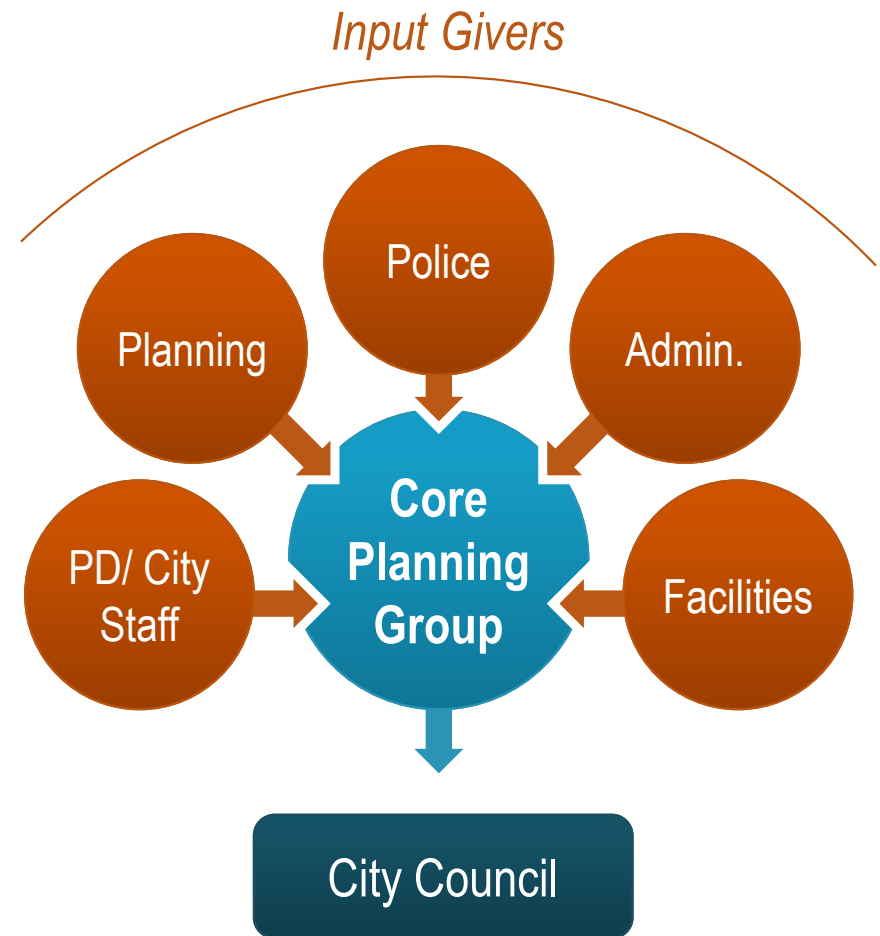 Input Givers
Police
Planning
Admin.
Core
Planning
Group
PD/ City
Staff
Facilities
City Council